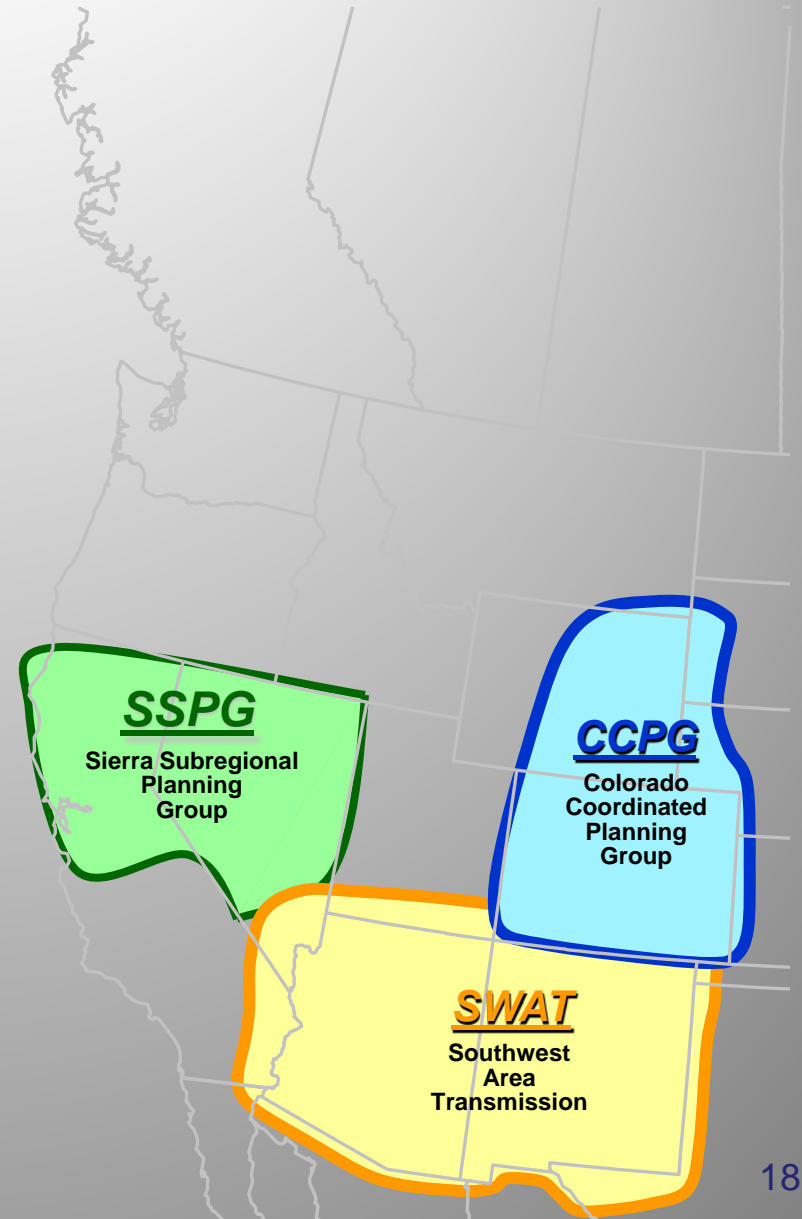 SSPG
Sierra Subregional
Planning
Group
CCPG
Colorado
Coordinated
Planning
Group
SWAT
Southwest
Area
Transmission
18